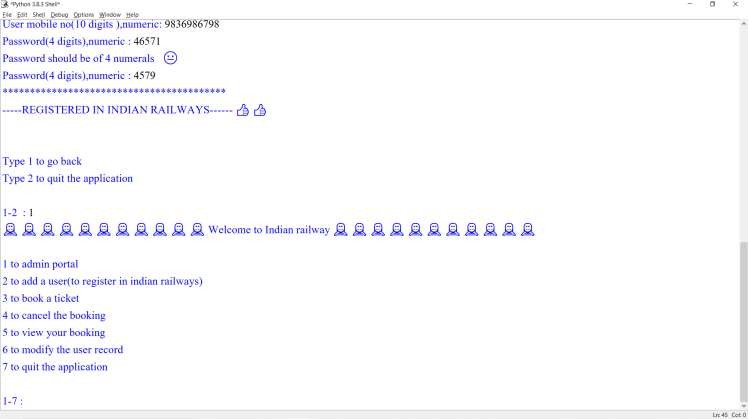 *Python 3.8.3 Shell*
File Edit Shell Debug Options Window Help
User mobile no(10 digits ),numeric: 9836986798
Password(4 digits),numeric : 46571
Password should be of 4 numerals 😐
Password(4 digits),numeric : 4579
*****************************************
-----REGISTERED IN INDIAN RAILWAYS------ 👍 👍
Type 1 to go back
Type 2 to quit the application
1-2 : 1
Welcome to Indian railway
1 to admin portal
2 to add a user(to register in indian railways)
3 to book a ticket
4 to cancel the booking
5 to view your booking
6 to modify the user record
7 to quit the application
1-7 :
Ln: 45 Col: 0